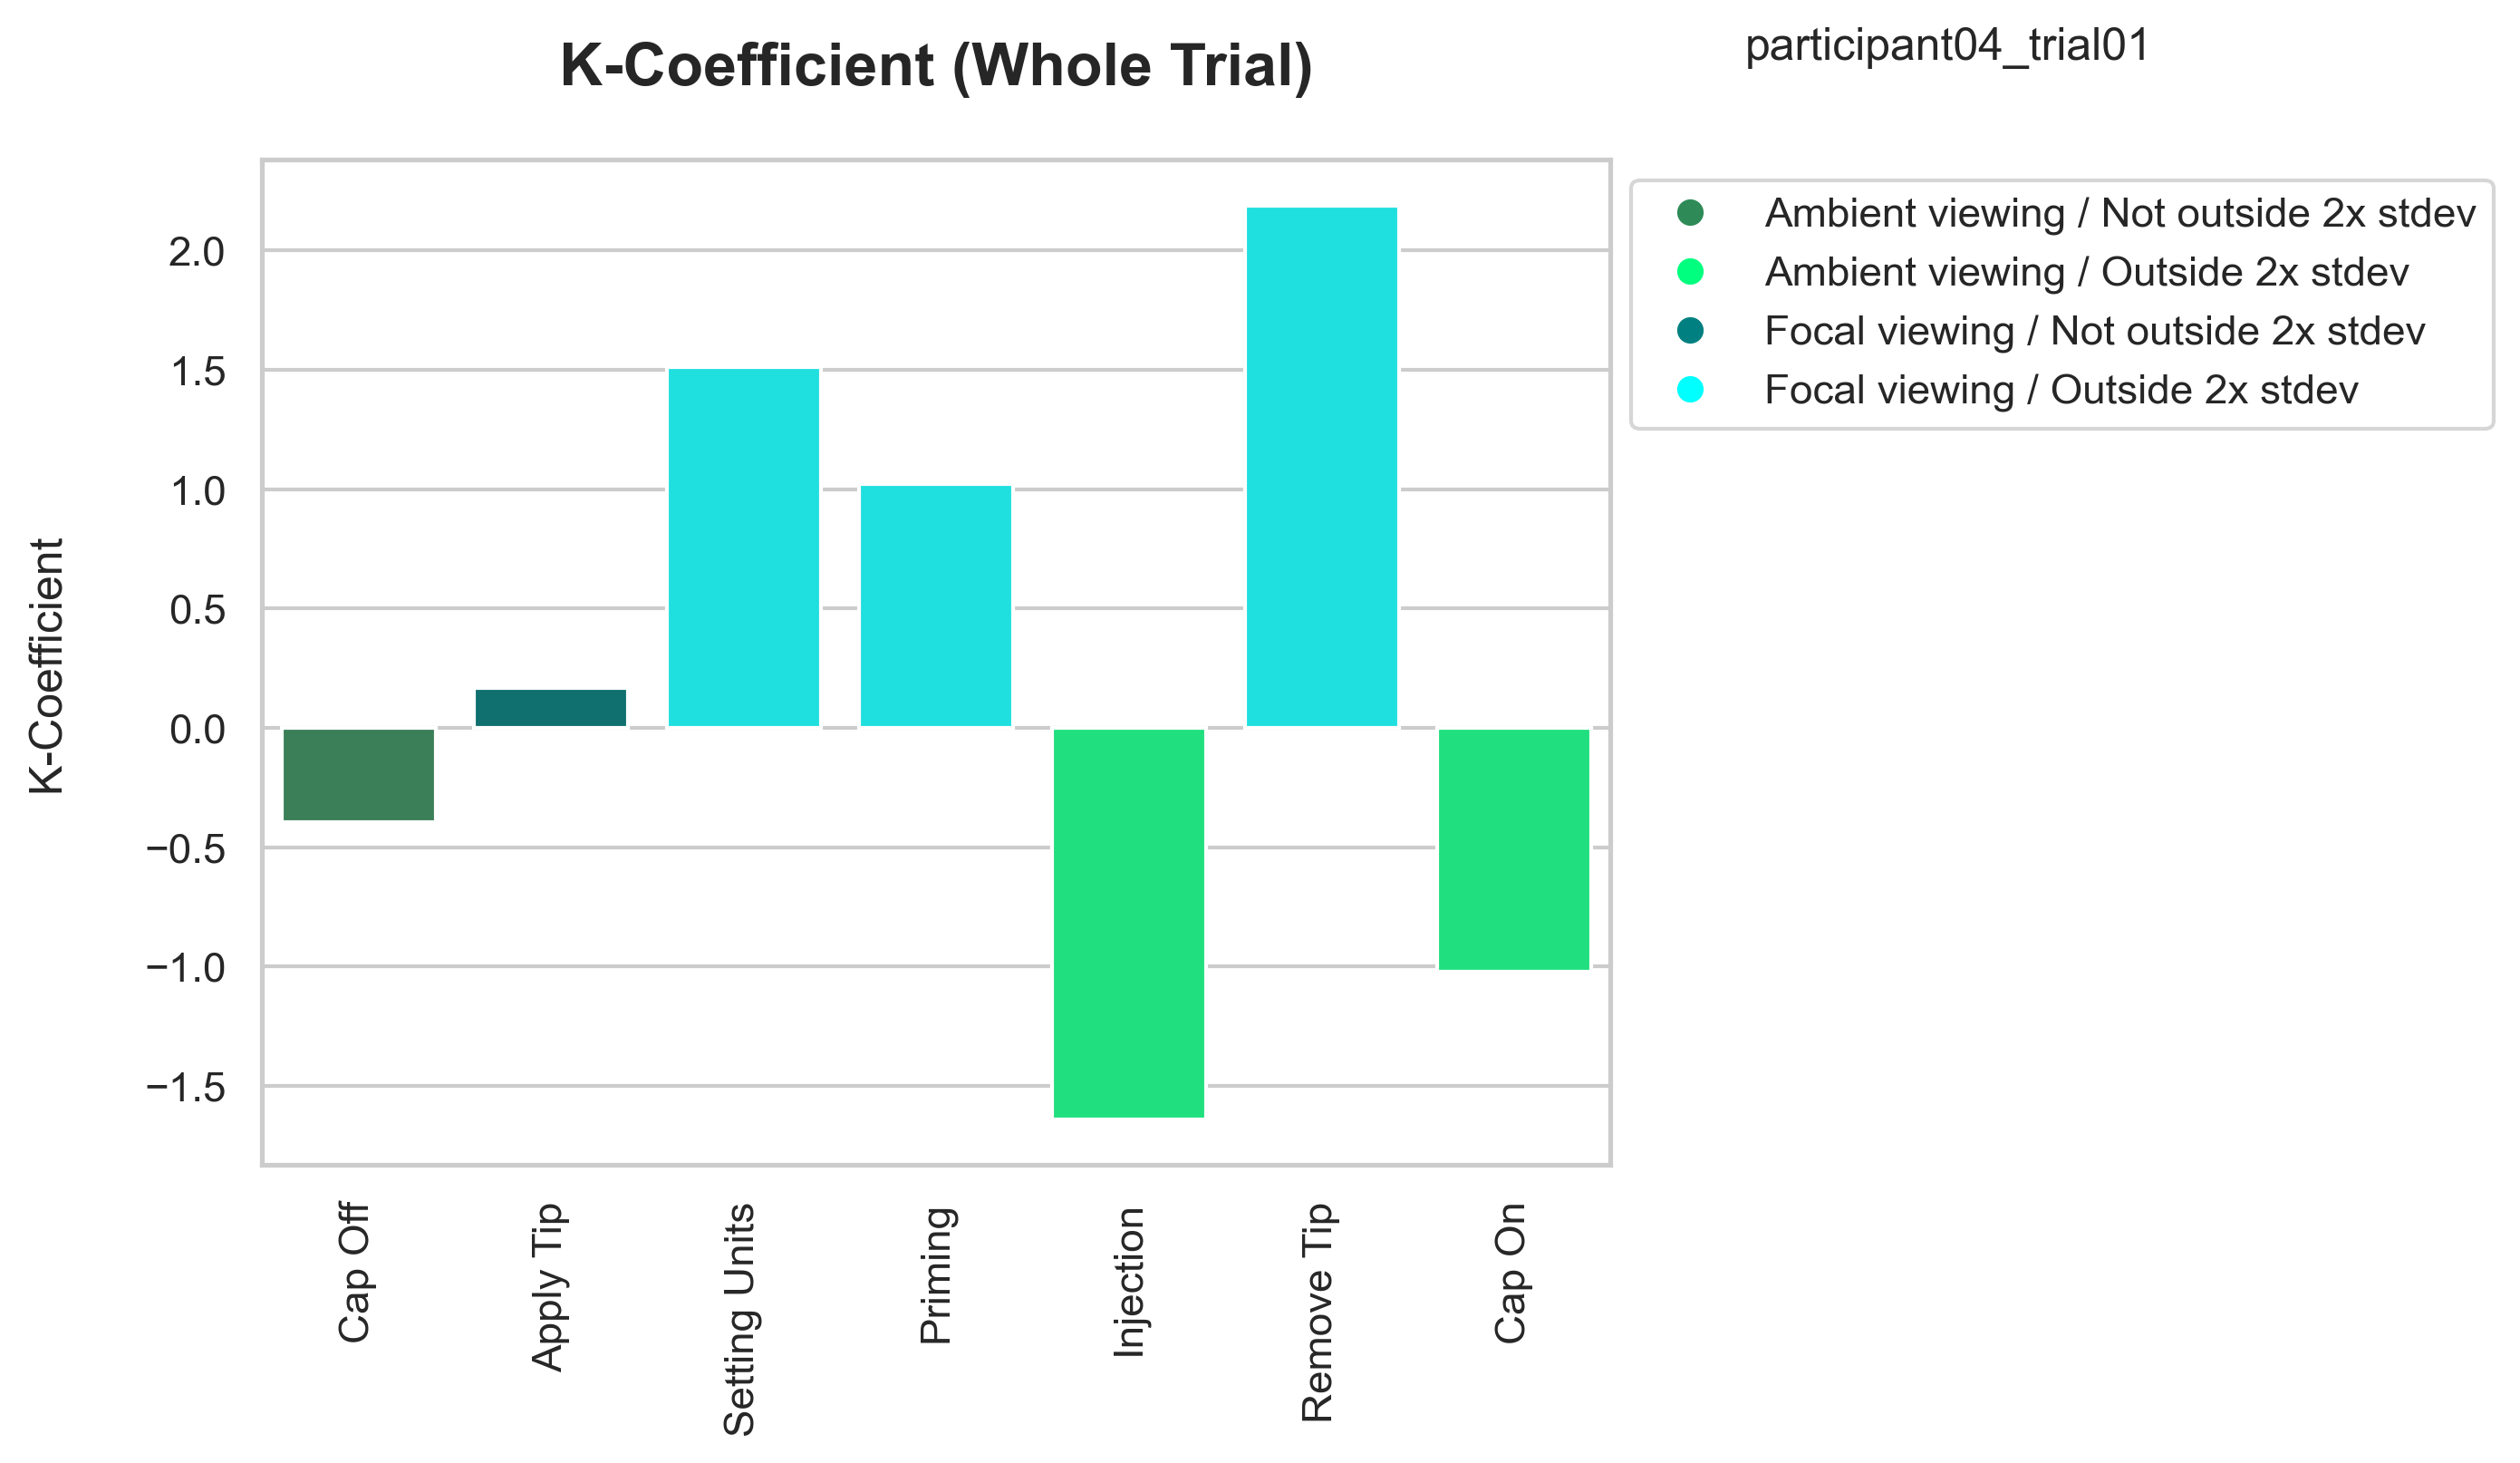 K-Coefficient (Whole Trial)
participant04_trial01
Ambient viewing / Not outside 2x stdev
Ambient viewing / Outside 2x stdev
Focal viewing / Not outside 2x stdev
Focal viewing / Outside 2x stdev
K-Coefficient
2.0
1.5
1.0
0.5
0.0
−0.5
−1.0
−1.5
Cap Off
Apply Tip
Setting Units
Priming
Injection
Remove Tip
Cap On